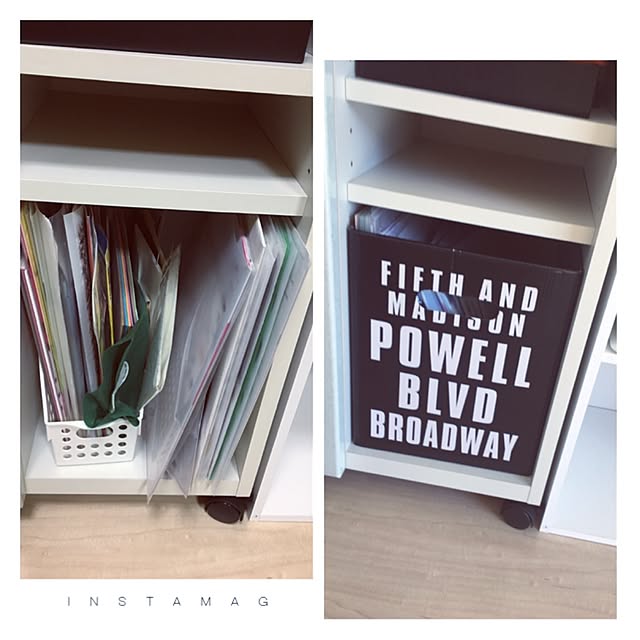 FIFTH AND
MADISON
POWELL
BLVD
BROADWAY
INSTAMAG